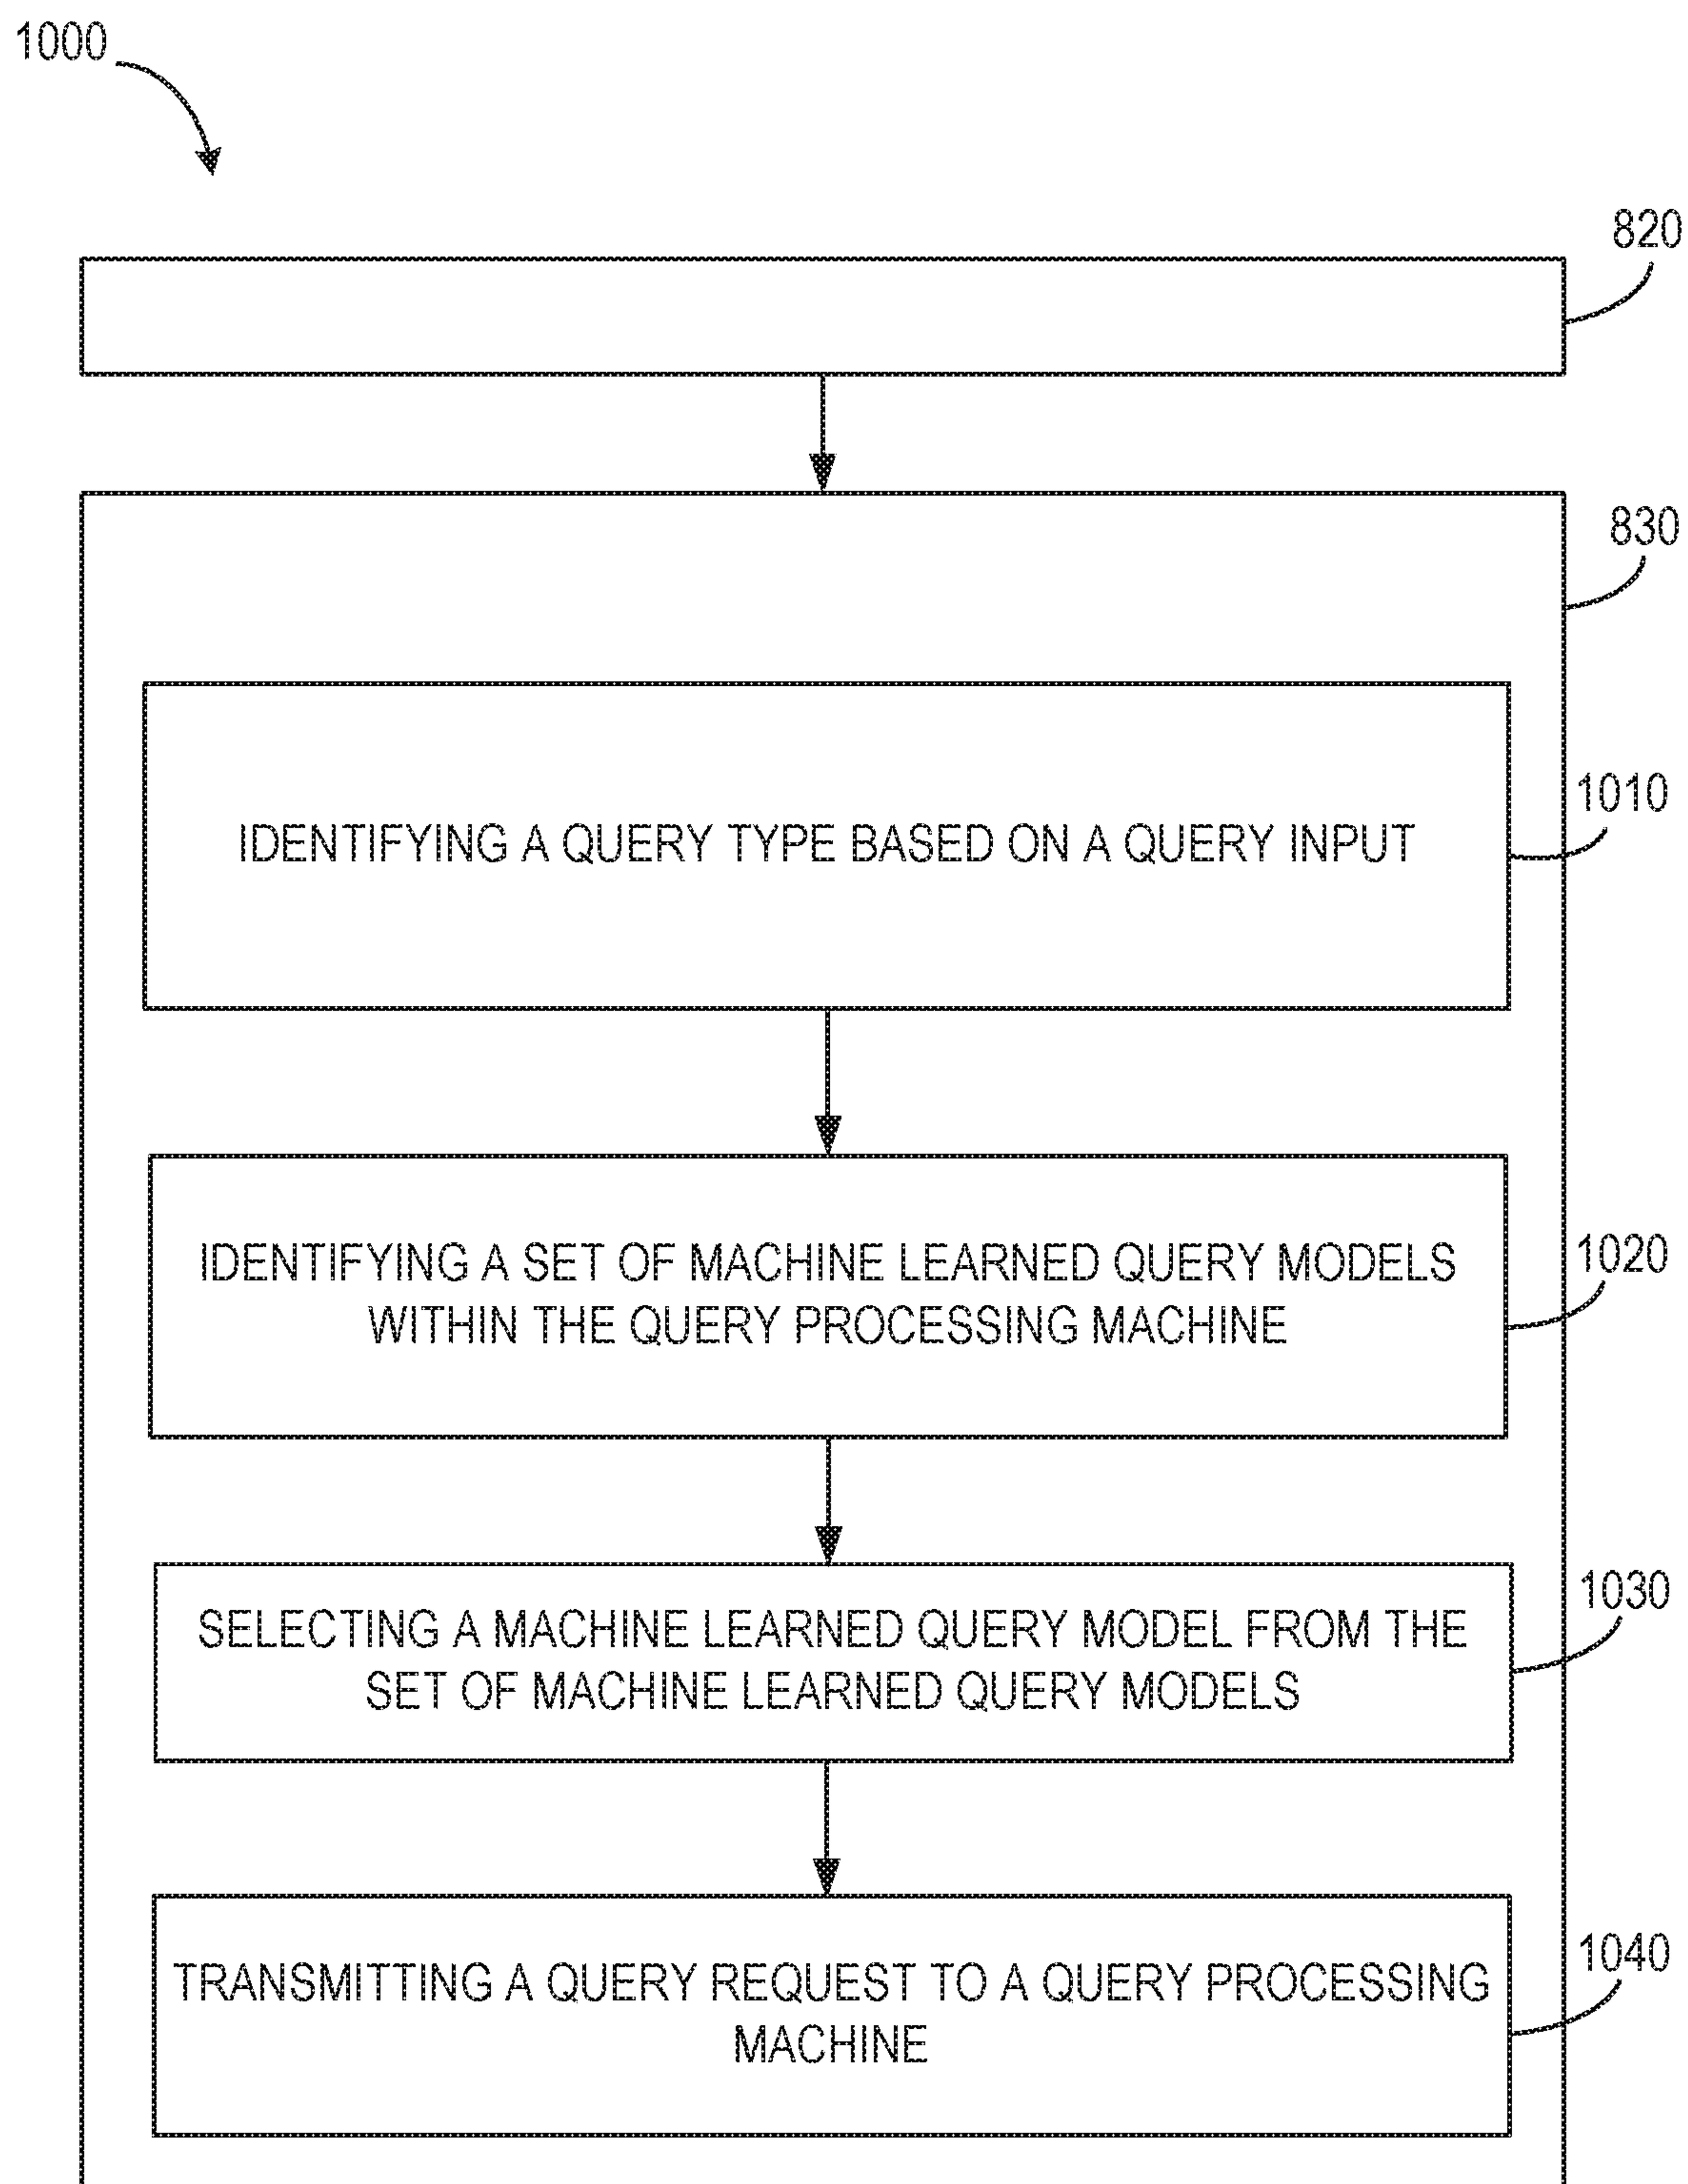 1000
820
830
1010
IDENTIFYING A QUERY TYPE BASED ON A QUERY INPUT
1020
IDENTIFYING A SET OF MACHINE LEARNED QUERY MODELS
WITHIN THE QUERY PROCESSING MACHINE
1030
SELECTING A MACHINE LEARNED QUERY MODEL FROM THE
SET OF MACHINE LEARNED QUERY MODELS
1040
TRANSMITTING A QUERY REQUEST TO A QUERY PROCESSING
MACHINE